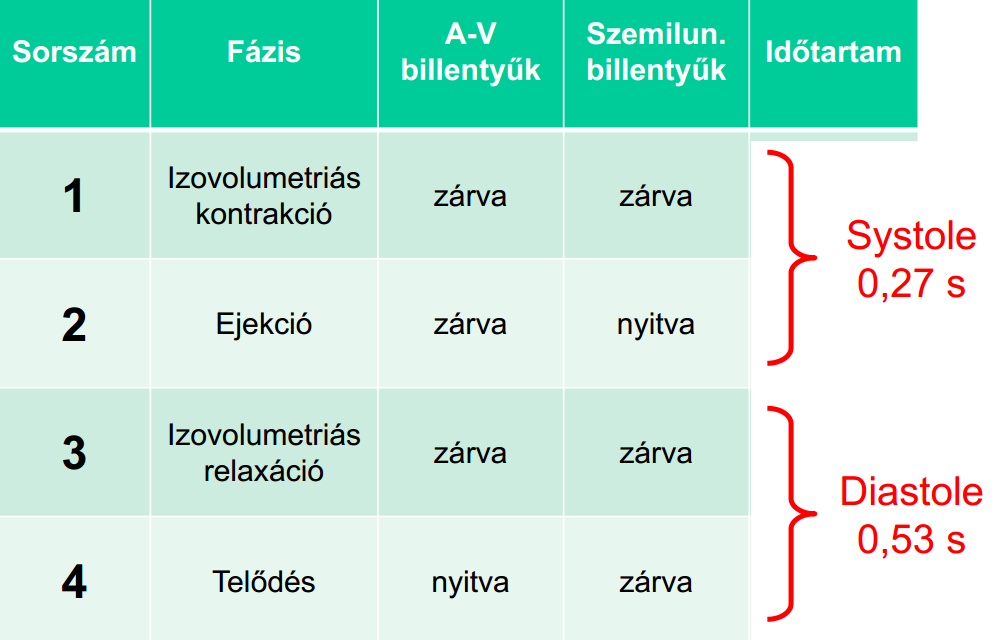 Sorszám
Fázis
A-V
billentyűk
Szemilun.
billentyűk
Időtartam
1
Izovolumetriás
kontrakció
zárva
zárva
Systole
0,27 s
2
Ejekció
zárva
nyitva
3
Izovolumetriás
relaxáció
zárva
zárva
Diastole
0,53 s
4
Telődés
nyitva
zárva